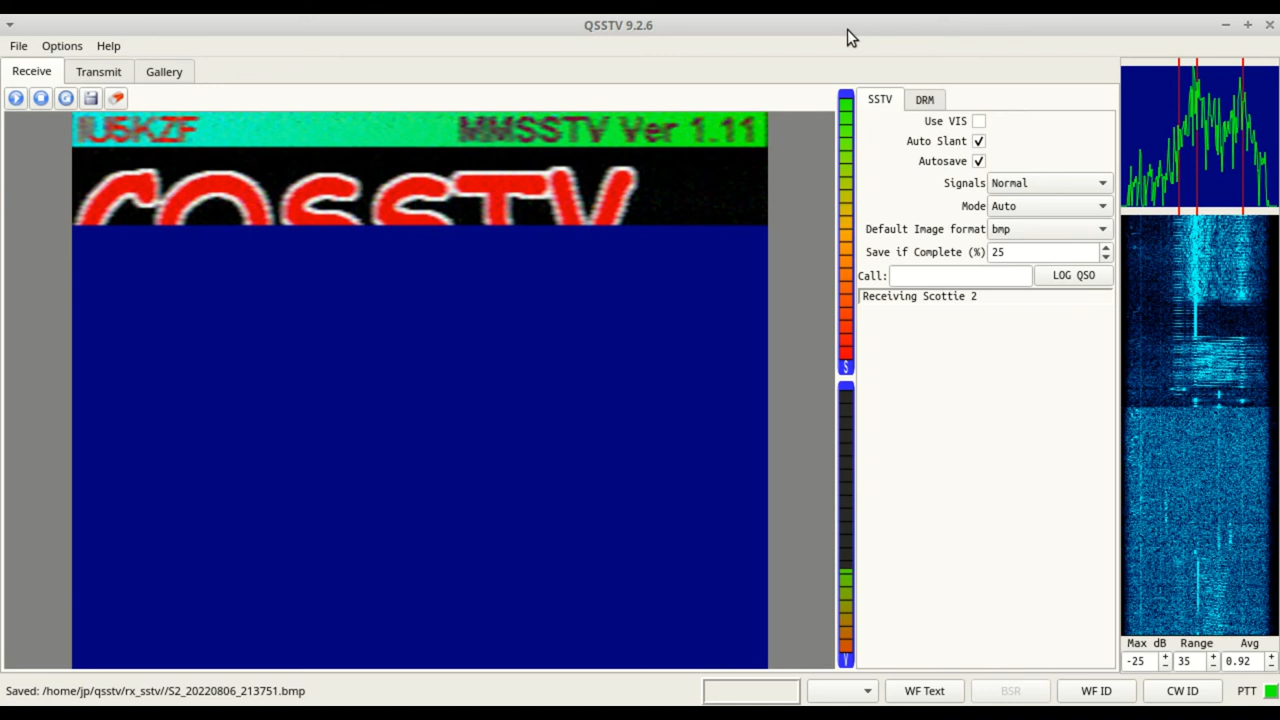 QSSTV 9.2.6
File Options Help
Receive Transmit Gallery
IU5KZF MMSSTV Ver 1.11
CQ SSTV
S
V
SSTV DRM
Use VIS
Auto Slant
Autosave
Signals Normal
Mode Auto
Default Image format bmp
Save if Complete (%) 25
Call: LOG QSO
Receiving Scottie 2
Max dB Range Avg
-25 + - 35 + - 0.92 + -
Saved: /home/jp/qsstv/rx_sstv//S2_20220806_213751.bmp
WF Text BSR WF ID CW ID PTT